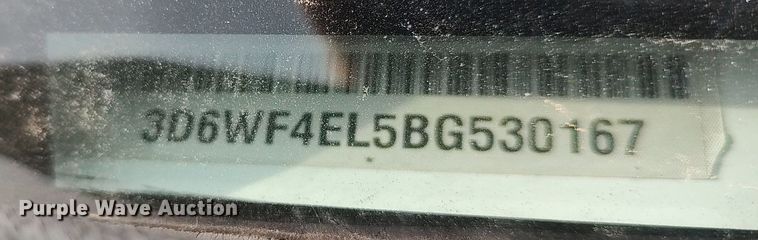 3D6WF4EL5BG530167
Purple Wave Auction